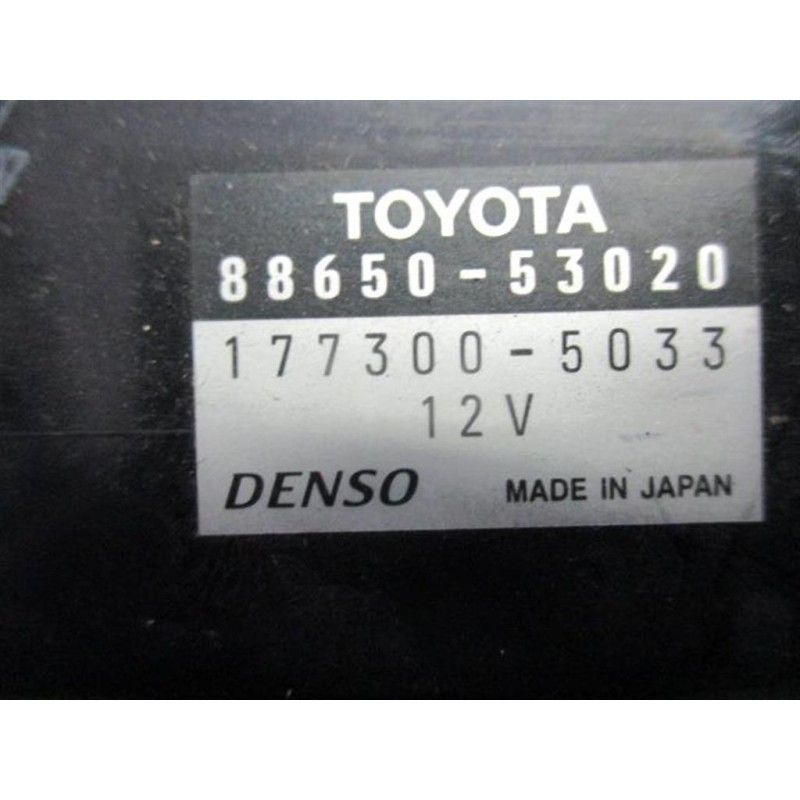 TOYOTA
88650-53020
177300-5033
12V
DENSO MADE IN JAPAN